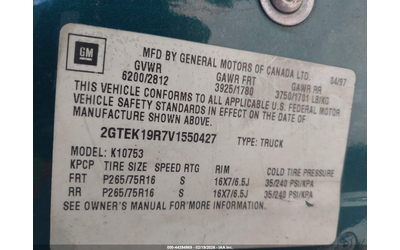 GM
MFD BY GENERAL MOTORS OF CANADA LTD. 04/97
GVWR GAWR FRT GAWR RR
6200/2812 3925/1780 3750/1701 LB/KG
THIS VEHICLE CONFORMS TO ALL APPLICABLE U.S. FEDERAL MOTOR
VEHICLE SAFETY STANDARDS IN EFFECT ON THE DATE OF
MANUFACTURE SHOWN ABOVE.
2GTEK19R7V1550427 TYPE: TRUCK
MODEL: K10753
KPCP TIRE SIZE SPEED RTG RIM COLD TIRE PRESSURE
FRT P265/75R16 S 16X7/6.5J 35/240 PSI/KPA
RR P265/75R16 S 16X7/6.5J 35/240 PSI/KPA
SEE OWNER'S MANUAL FOR MORE INFORMATION.